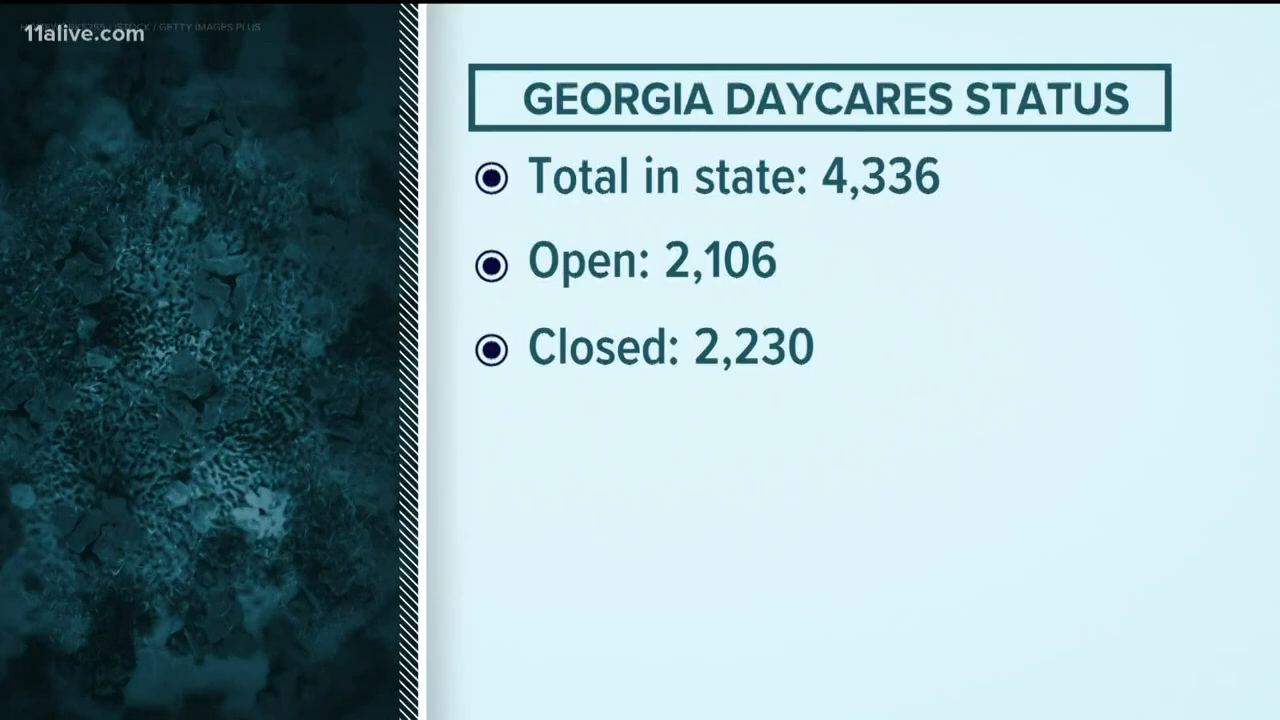 11alive.com
GEORGIA DAYCARES STATUS
Total in state: 4,336
Open: 2,106
Closed: 2,230